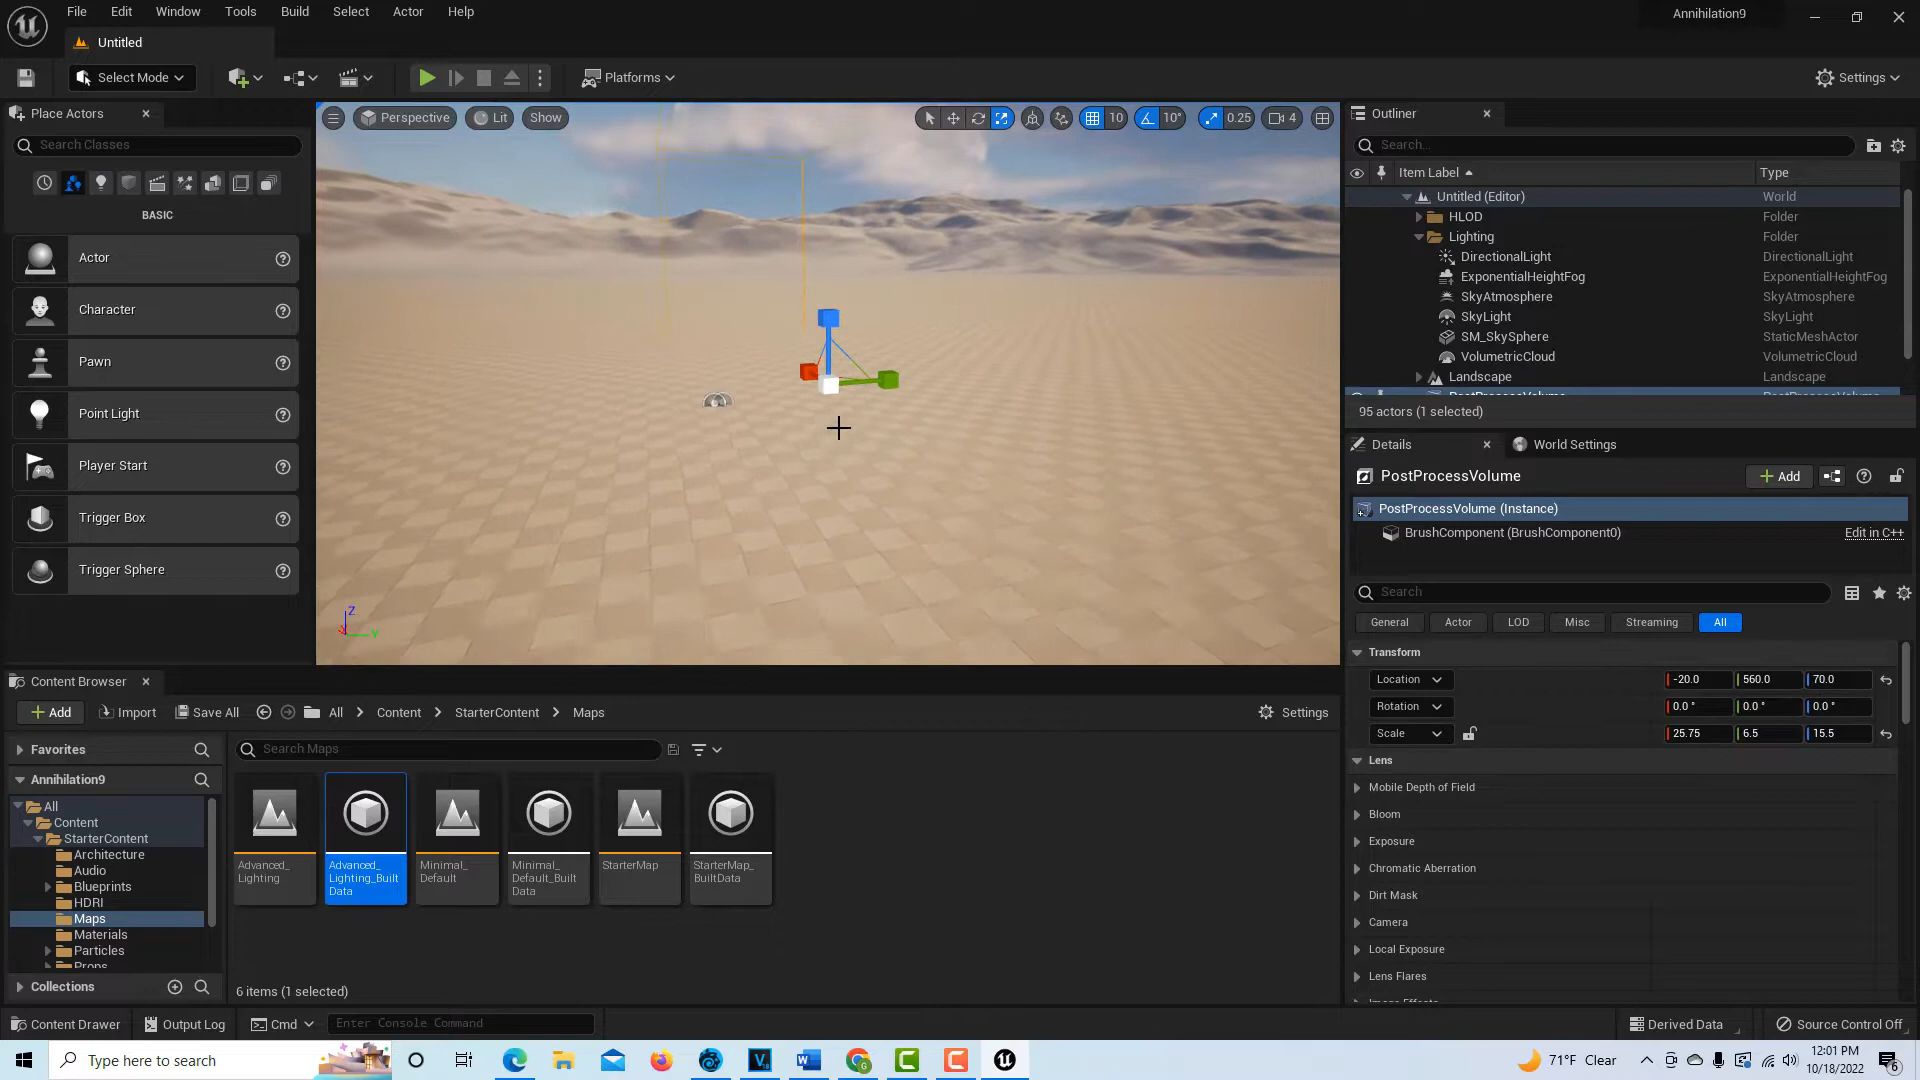 File Edit Window Tools Build Select Actor Help
Annihilation9
Untitled
Select Mode
Platforms
Settings
Place Actors
Search Classes
BASIC
Actor
Character
Pawn
Point Light
Player Start
Trigger Box
Trigger Sphere
Perspective Lit Show
10 10° 0.25 4
Z
Y
Outliner
Search...
Item Label Type
Untitled (Editor) World
HLOD Folder
Lighting Folder
DirectionalLight DirectionalLight
ExponentialHeightFog ExponentialHeightFog
SkyAtmosphere SkyAtmosphere
SkyLight SkyLight
SM_SkySphere StaticMeshActor
VolumetricCloud VolumetricCloud
Landscape Landscape
95 actors (1 selected)
Details World Settings
PostProcessVolume
Add
PostProcessVolume (Instance)
BrushComponent (BrushComponent0) Edit in C++
Search
General Actor LOD Misc Streaming All
Transform
Location -20.0 560.0 70.0
Rotation 0.0 ° 0.0 ° 0.0 °
Scale 25.75 6.5 15.5
Lens
Mobile Depth of Field
Bloom
Exposure
Chromatic Aberration
Dirt Mask
Camera
Local Exposure
Lens Flares
Content Browser
Add Import Save All All Content StarterContent Maps Settings
Favorites
Search Maps
Annihilation9
All
Content
StarterContent
Architecture
Audio
Blueprints
HDRI
Maps
Materials
Particles
Props
Collections
Advanced_
Lighting
Advanced_
Lighting_Built
Data
Minimal_
Default
Minimal_
Default_Built
Data
StarterMap
StarterMap_
BuiltData
6 items (1 selected)
Content Drawer Output Log Cmd Enter Console Command
Derived Data Source Control Off
Type here to search
71°F Clear
12:01 PM
10/18/2022
6